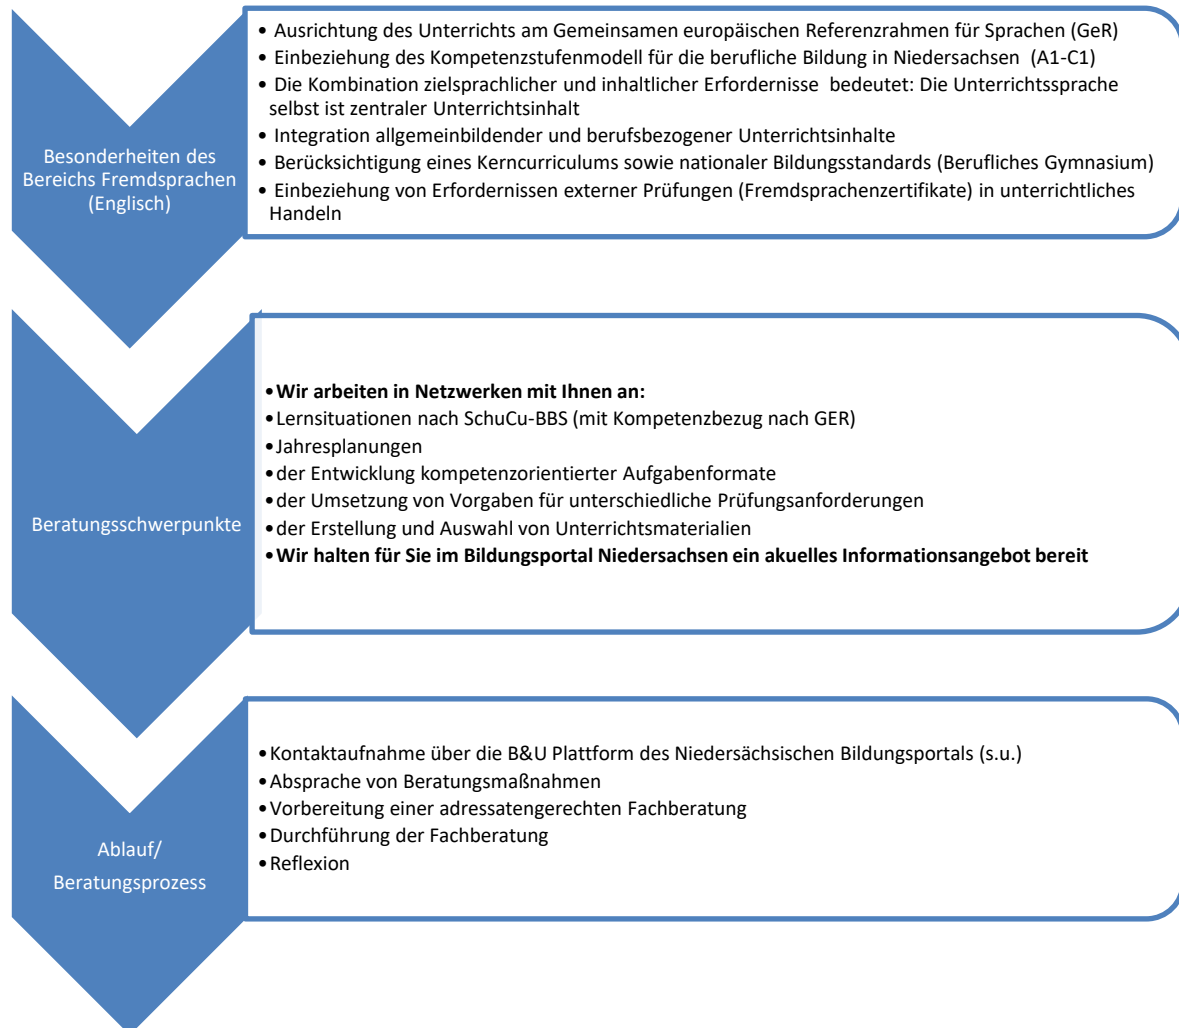 Besonderheiten des
Bereichs Fremdsprachen
(Englisch)
• Ausrichtung des Unterrichts am Gemeinsamen europäischen Referenzrahmen für Sprachen (GeR)
• Einbeziehung des Kompetenzstufenmodell für die berufliche Bildung in Niedersachsen (A1-C1)
• Die Kombination zielsprachlicher und inhaltlicher Erfordernisse bedeutet: Die Unterrichtssprache
selbst ist zentraler Unterrichtsinhalt
• Integration allgemeinbildender und berufsbezogener Unterrichtsinhalte
• Berücksichtigung eines Kerncurriculums sowie nationaler Bildungsstandards (Berufliches Gymnasium)
• Einbeziehung von Erfordernissen externer Prüfungen (Fremdsprachenzertifikate) in unterrichtliches
Handeln
Beratungsschwerpunkte
•Wir arbeiten in Netzwerken mit Ihnen an:
•Lernsituationen nach SchuCu-BBS (mit Kompetenzbezug nach GER)
•Jahresplanungen
•der Entwicklung kompetenzorientierter Aufgabenformate
•der Umsetzung von Vorgaben für unterschiedliche Prüfungsanforderungen
•der Erstellung und Auswahl von Unterrichtsmaterialien
•Wir halten für Sie im Bildungsportal Niedersachsen ein akuelles Informationsangebot bereit
Ablauf/
Beratungsprozess
•Kontaktaufnahme über die B&U Plattform des Niedersächsischen Bildungsportals (s.u.)
•Absprache von Beratungsmaßnahmen
•Vorbereitung einer adressatengerechten Fachberatung
•Durchführung der Fachberatung
•Reflexion